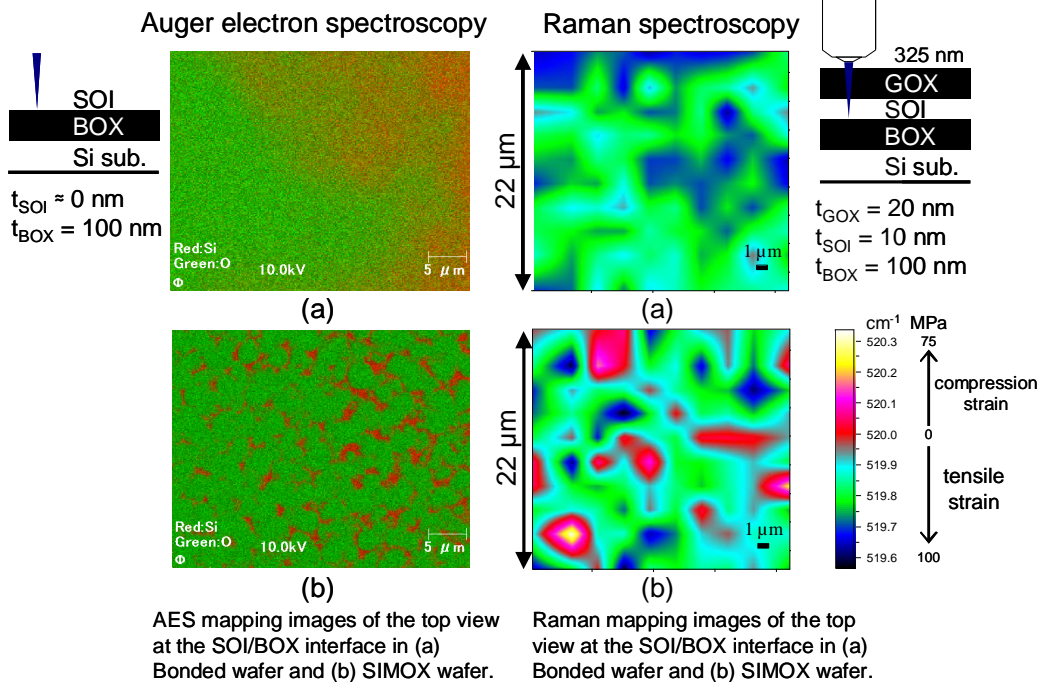 Auger electron spectroscopy
Raman spectroscopy
SOI
BOX
Si sub.
t_SOI ≈ 0 nm
t_BOX = 100 nm
Red:Si
Green:O
10.0kV
5 μm
Φ
(a)
22 µm
1 µm
(a)
325 nm
GOX
SOI
BOX
Si sub.
t_GOX = 20 nm
t_SOI = 10 nm
t_BOX = 100 nm
Red:Si
Green:O
10.0kV
5 μm
Φ
(b)
22 µm
1 µm
(b)
cm⁻¹ MPa
75
520.3
520.2
520.1
520.0
519.9
519.8
519.7
519.6
compression
strain
0
tensile
strain
100
AES mapping images of the top view
at the SOI/BOX interface in (a)
Bonded wafer and (b) SIMOX wafer.
Raman mapping images of the top
view at the SOI/BOX interface in (a)
Bonded wafer and (b) SIMOX wafer.